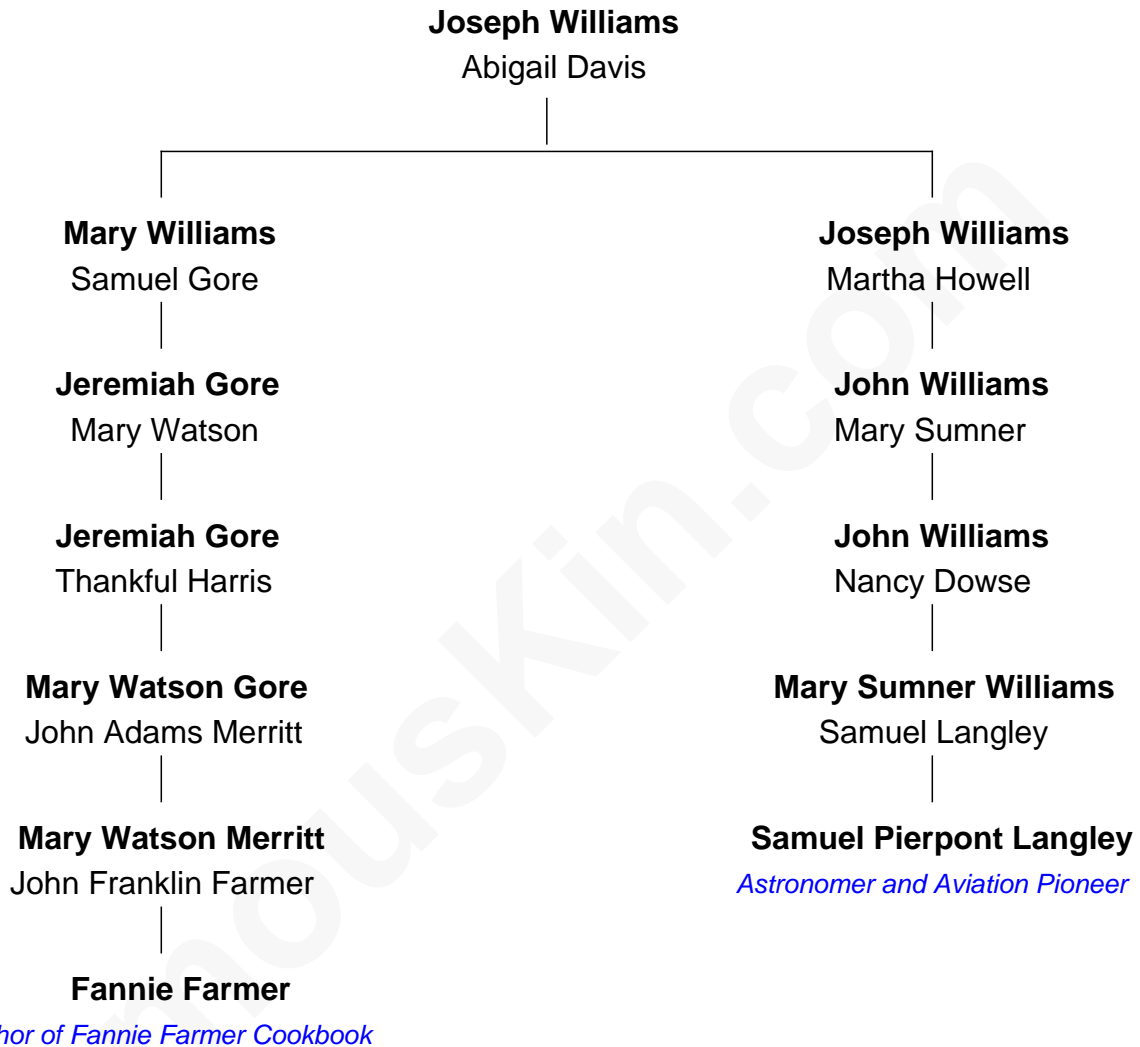 Joseph Williams
Abigail Davis
Mary Williams
Samuel Gore
Jeremiah Gore
Mary Watson
Jeremiah Gore
Thankful Harris
Mary Watson Gore
John Adams Merritt
Mary Watson Merritt
John Franklin Farmer
Fannie Farmer
hor of Fannie Farmer Cookbook
Joseph Williams
Martha Howell
John Williams
Mary Sumner
John Williams
Nancy Dowse
Mary Sumner Williams
Samuel Langley
Samuel Pierpont Langley
Astronomer and Aviation Pioneer
mousKin.com